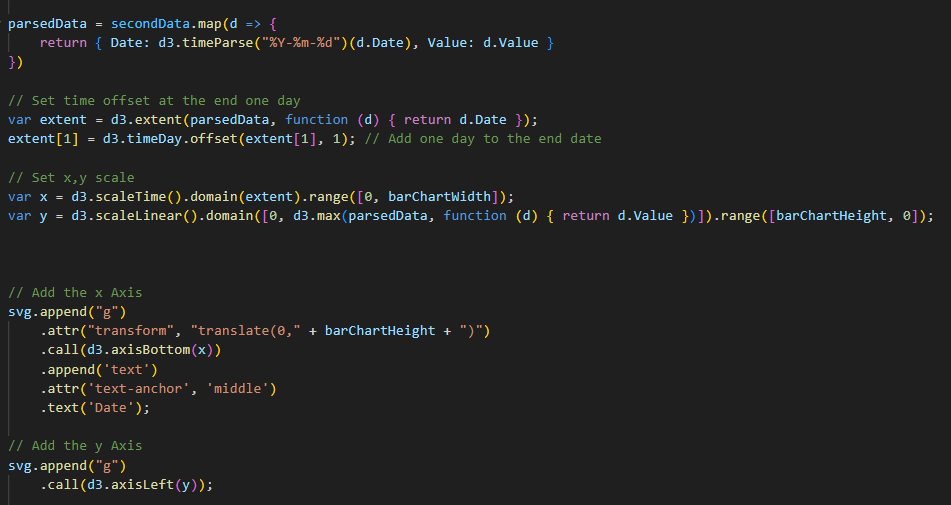 parsedData = secondData.map(d => {
    return { Date: d3.timeParse("%Y-%m-%d")(d.Date), Value: d.Value }
})
// Set time offset at the end one day
var extent = d3.extent(parsedData, function (d) { return d.Date });
extent[1] = d3.timeDay.offset(extent[1], 1); // Add one day to the end date
// Set x,y scale
var x = d3.scaleTime().domain(extent).range([0, barChartWidth]);
var y = d3.scaleLinear().domain([0, d3.max(parsedData, function (d) { return d.Value })]).range([barChartHeight, 0]);
// Add the x Axis
svg.append("g")
    .attr("transform", "translate(0," + barChartHeight + ")")
    .call(d3.axisBottom(x))
    .append('text')
    .attr('text-anchor', 'middle')
    .text('Date');
// Add the y Axis
svg.append("g")
    .call(d3.axisLeft(y));